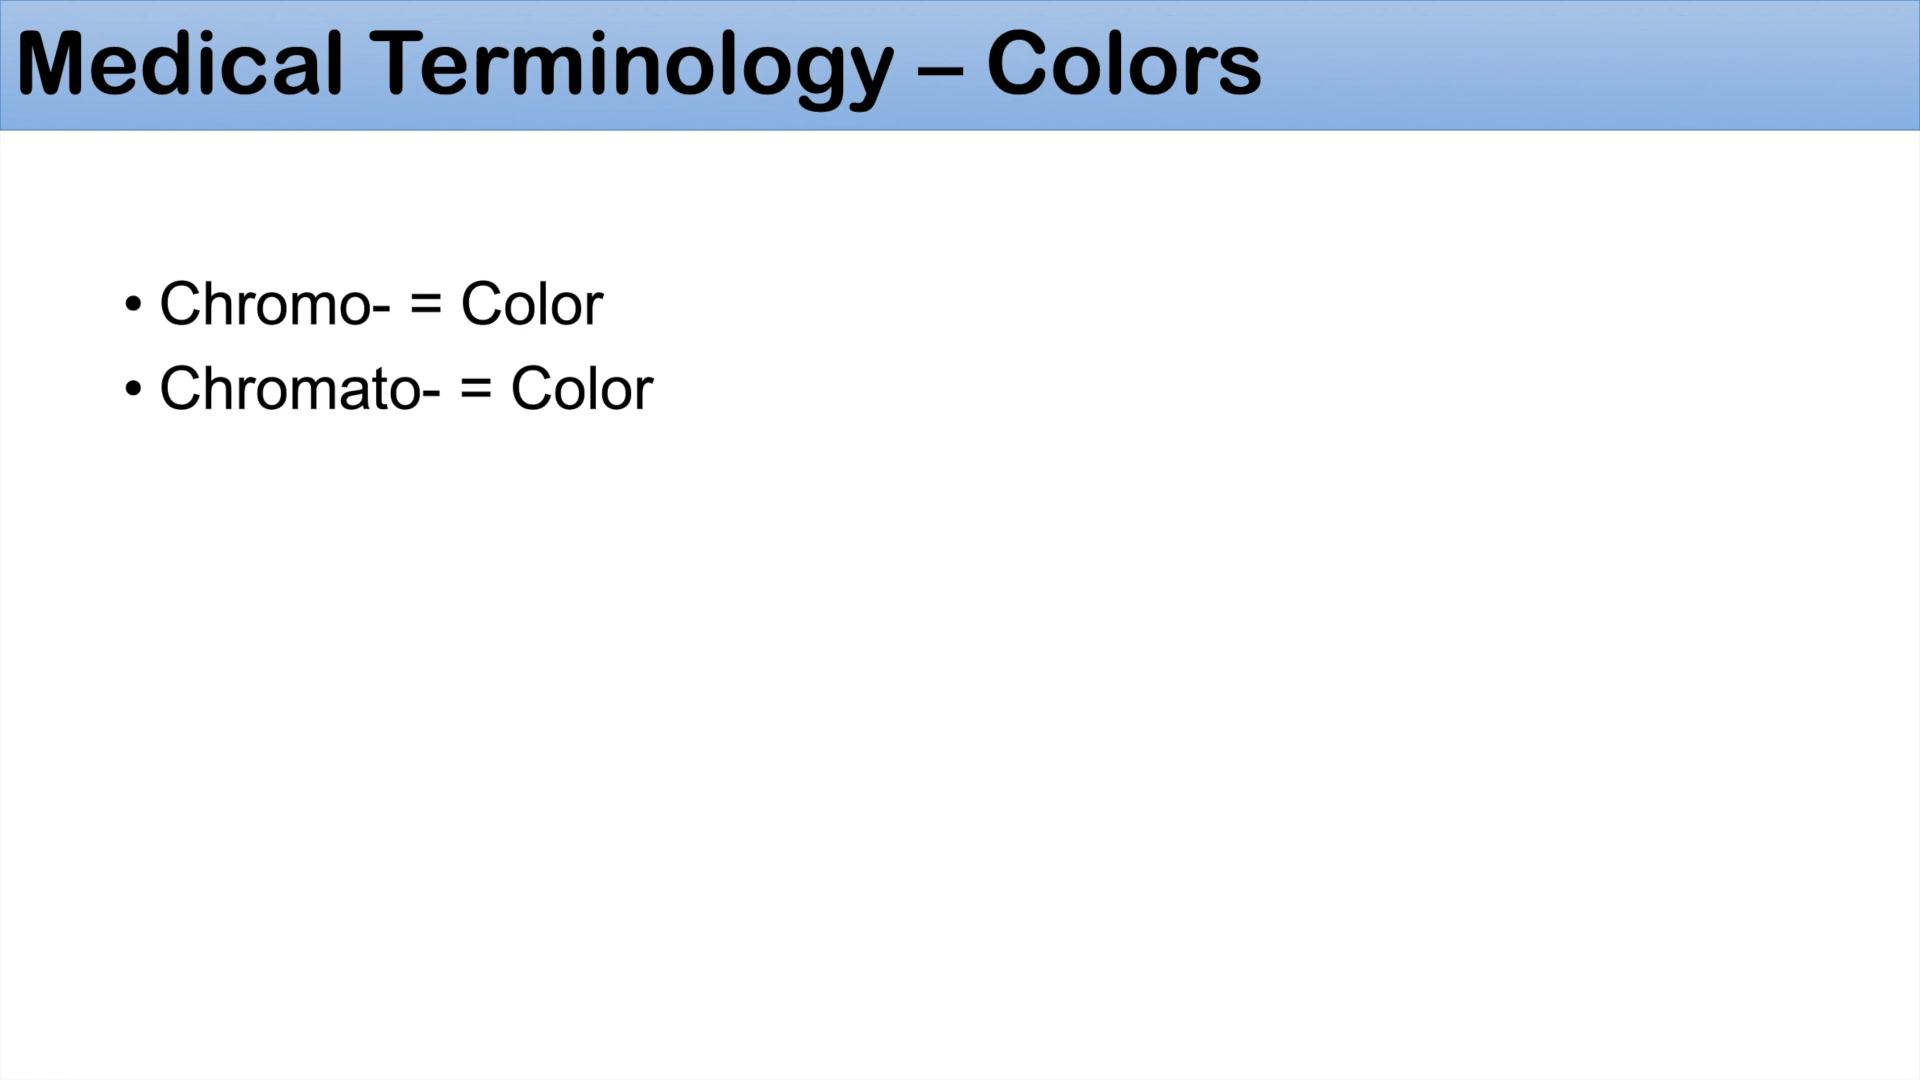 Medical Terminology – Colors
• Chromo- = Color
• Chromato- = Color